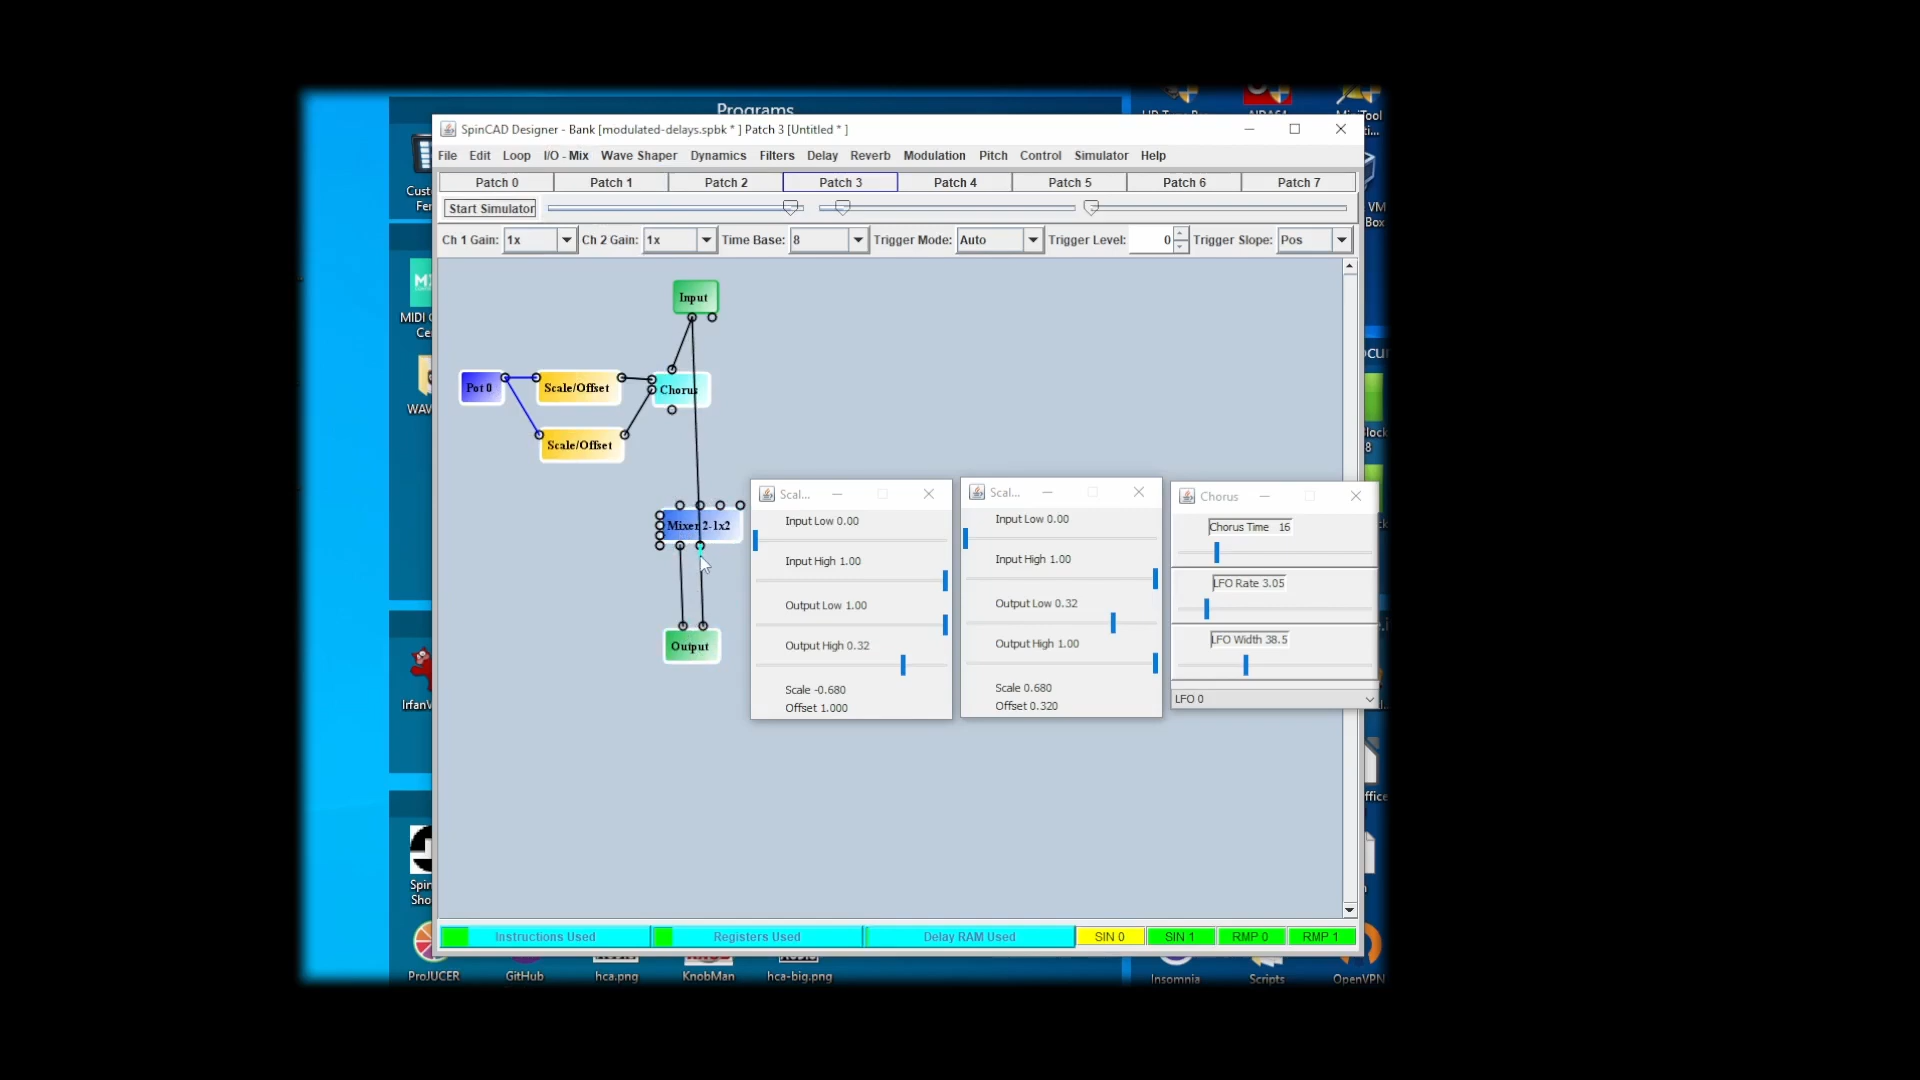 Programs
SpinCAD Designer - Bank [modulated-delays.spbk * ] Patch 3 [Untitled * ]
File Edit Loop I/O - Mix Wave Shaper Dynamics Filters Delay Reverb Modulation Pitch Control Simulator Help
Patch 0 Patch 1 Patch 2 Patch 3 Patch 4 Patch 5 Patch 6 Patch 7
Start Simulator
Ch 1 Gain: 1x Ch 2 Gain: 1x Time Base: 8 Trigger Mode: Auto Trigger Level: 0 Trigger Slope: Pos
Input
Pot 0 Scale/Offset Chorus
Scale/Offset
Mixer 2-1x2
Output
Scal...
Input Low 0.00
Input High 1.00
Output Low 1.00
Output High 0.32
Scale -0.680
Offset 1.000
Scal...
Input Low 0.00
Input High 1.00
Output Low 0.32
Output High 1.00
Scale 0.680
Offset 0.320
Chorus
Chorus Time 16
LFO Rate 3.05
LFO Width 38.5
LFO 0
Instructions Used Registers Used Delay RAM Used SIN 0 SIN 1 RMP 0 RMP 1
ProJUCER GitHub hca.png KnobMan hca-big.png Insomnia Scripts OpenVPN
VM
Box
MIDI